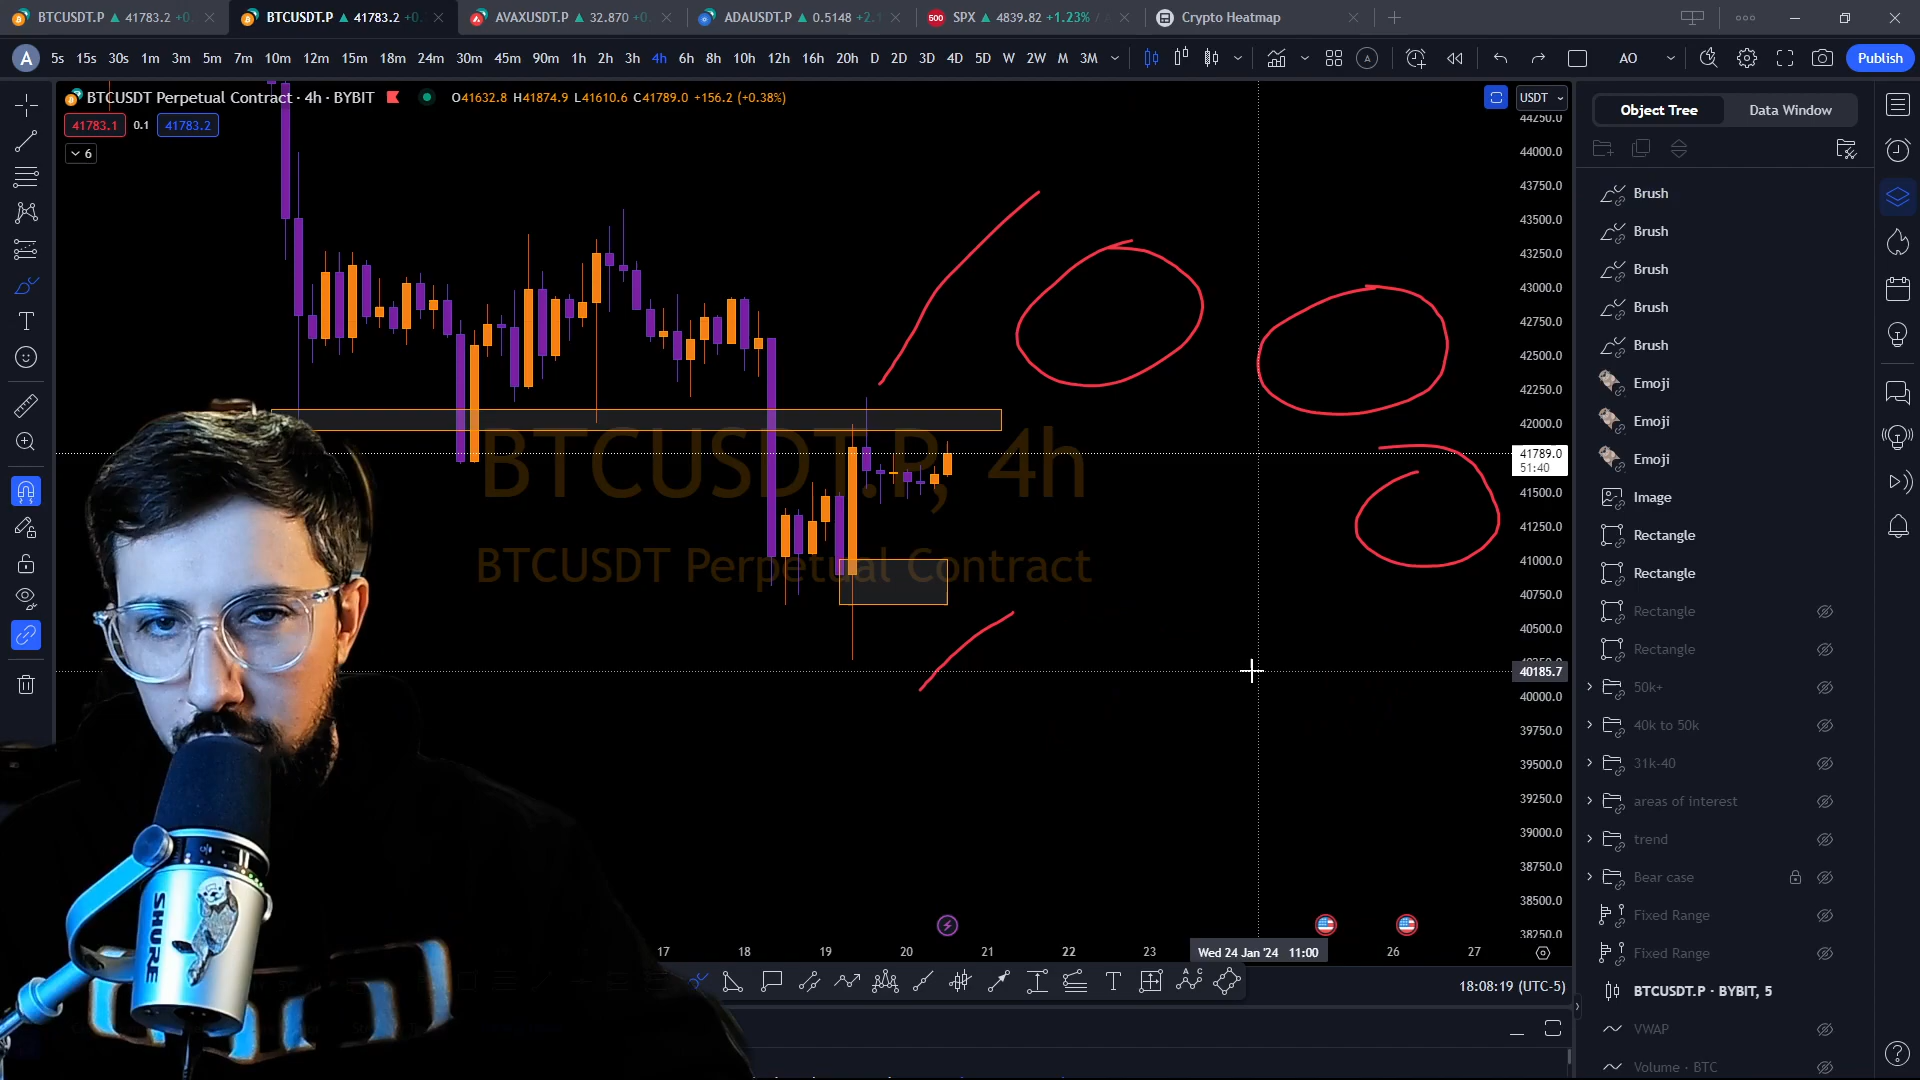 BTCUSDT.P ▲ 41783.2 +0.
BTCUSDT.P ▲ 41783.2 +0.
AVAXUSDT.P ▲ 32.870 +0.
ADAUSDT.P ▲ 0.5148 +2.1
500 SPX ▲ 4839.82 +1.23% /
Crypto Heatmap
A 5s 15s 30s 1m 3m 5m 7m 10m 12m 15m 18m 24m 30m 45m 90m 1h 2h 3h 4h 6h 8h 10h 12h 16h 20h D 2D 3D 4D 5D W 2W M 3M
A
AO
Publish
BTCUSDT Perpetual Contract · 4h · BYBIT
O41632.8 H41874.9 L41610.6 C41789.0 +156.2 (+0.38%)
USDT
41783.1 0.1 41783.2
6
BTCUSDT.P, 4h
BTCUSDT Perpetual Contract
44250.0
44000.0
43750.0
43500.0
43250.0
43000.0
42750.0
42500.0
42250.0
42000.0
41789.0
51:40
41500.0
41250.0
41000.0
40750.0
40500.0
40185.7
40000.0
39750.0
39500.0
39250.0
39000.0
38750.0
38500.0
38250.0
17 18 19 20 21 22 23 Wed 24 Jan '24 11:00 26 27
18:08:19 (UTC-5)
Object Tree
Data Window
Brush
Brush
Brush
Brush
Brush
Emoji
Emoji
Emoji
Image
Rectangle
Rectangle
Rectangle
Rectangle
50k+
40k to 50k
31k-40
areas of interest
trend
Bear case
Fixed Range
Fixed Range
BTCUSDT.P · BYBIT, 5
VWAP
Volume · BTC
SHURE